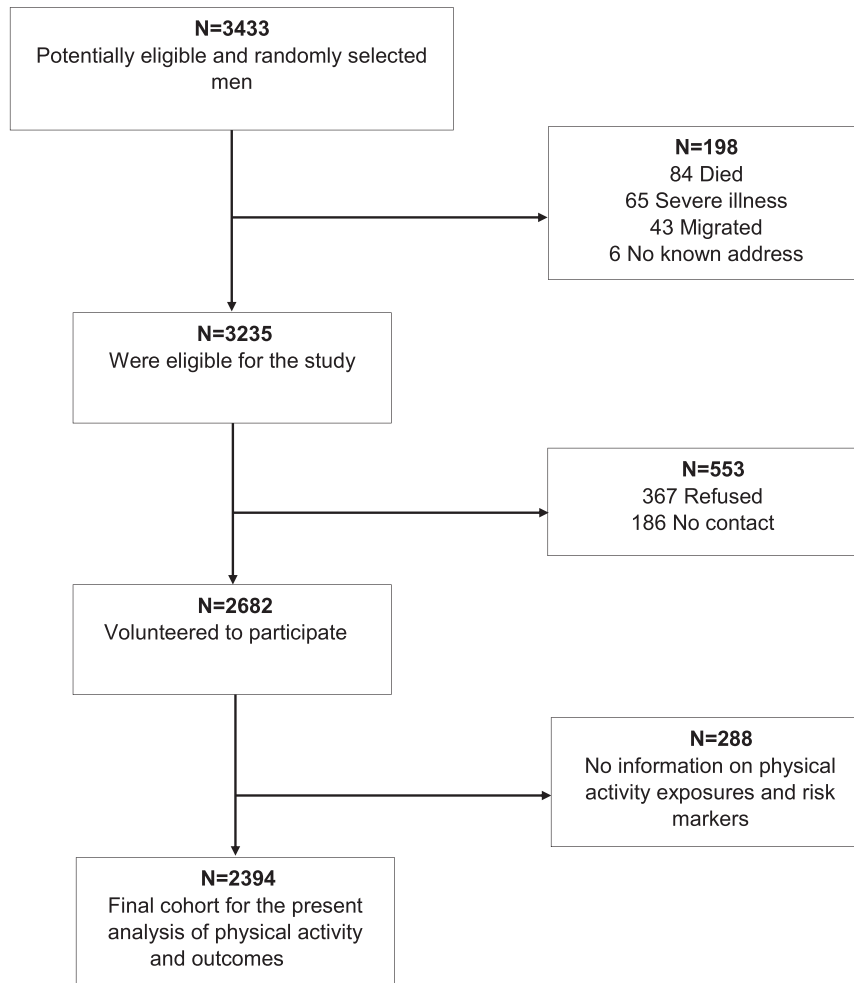 N=3433
Potentially eligible and randomly selected
men
N=198
84 Died
65 Severe illness
43 Migrated
6 No known address
N=3235
Were eligible for the study
N=553
367 Refused
186 No contact
N=2682
Volunteered to participate
N=288
No information on physical
activity exposures and risk
markers
N=2394
Final cohort for the present
analysis of physical activity
and outcomes